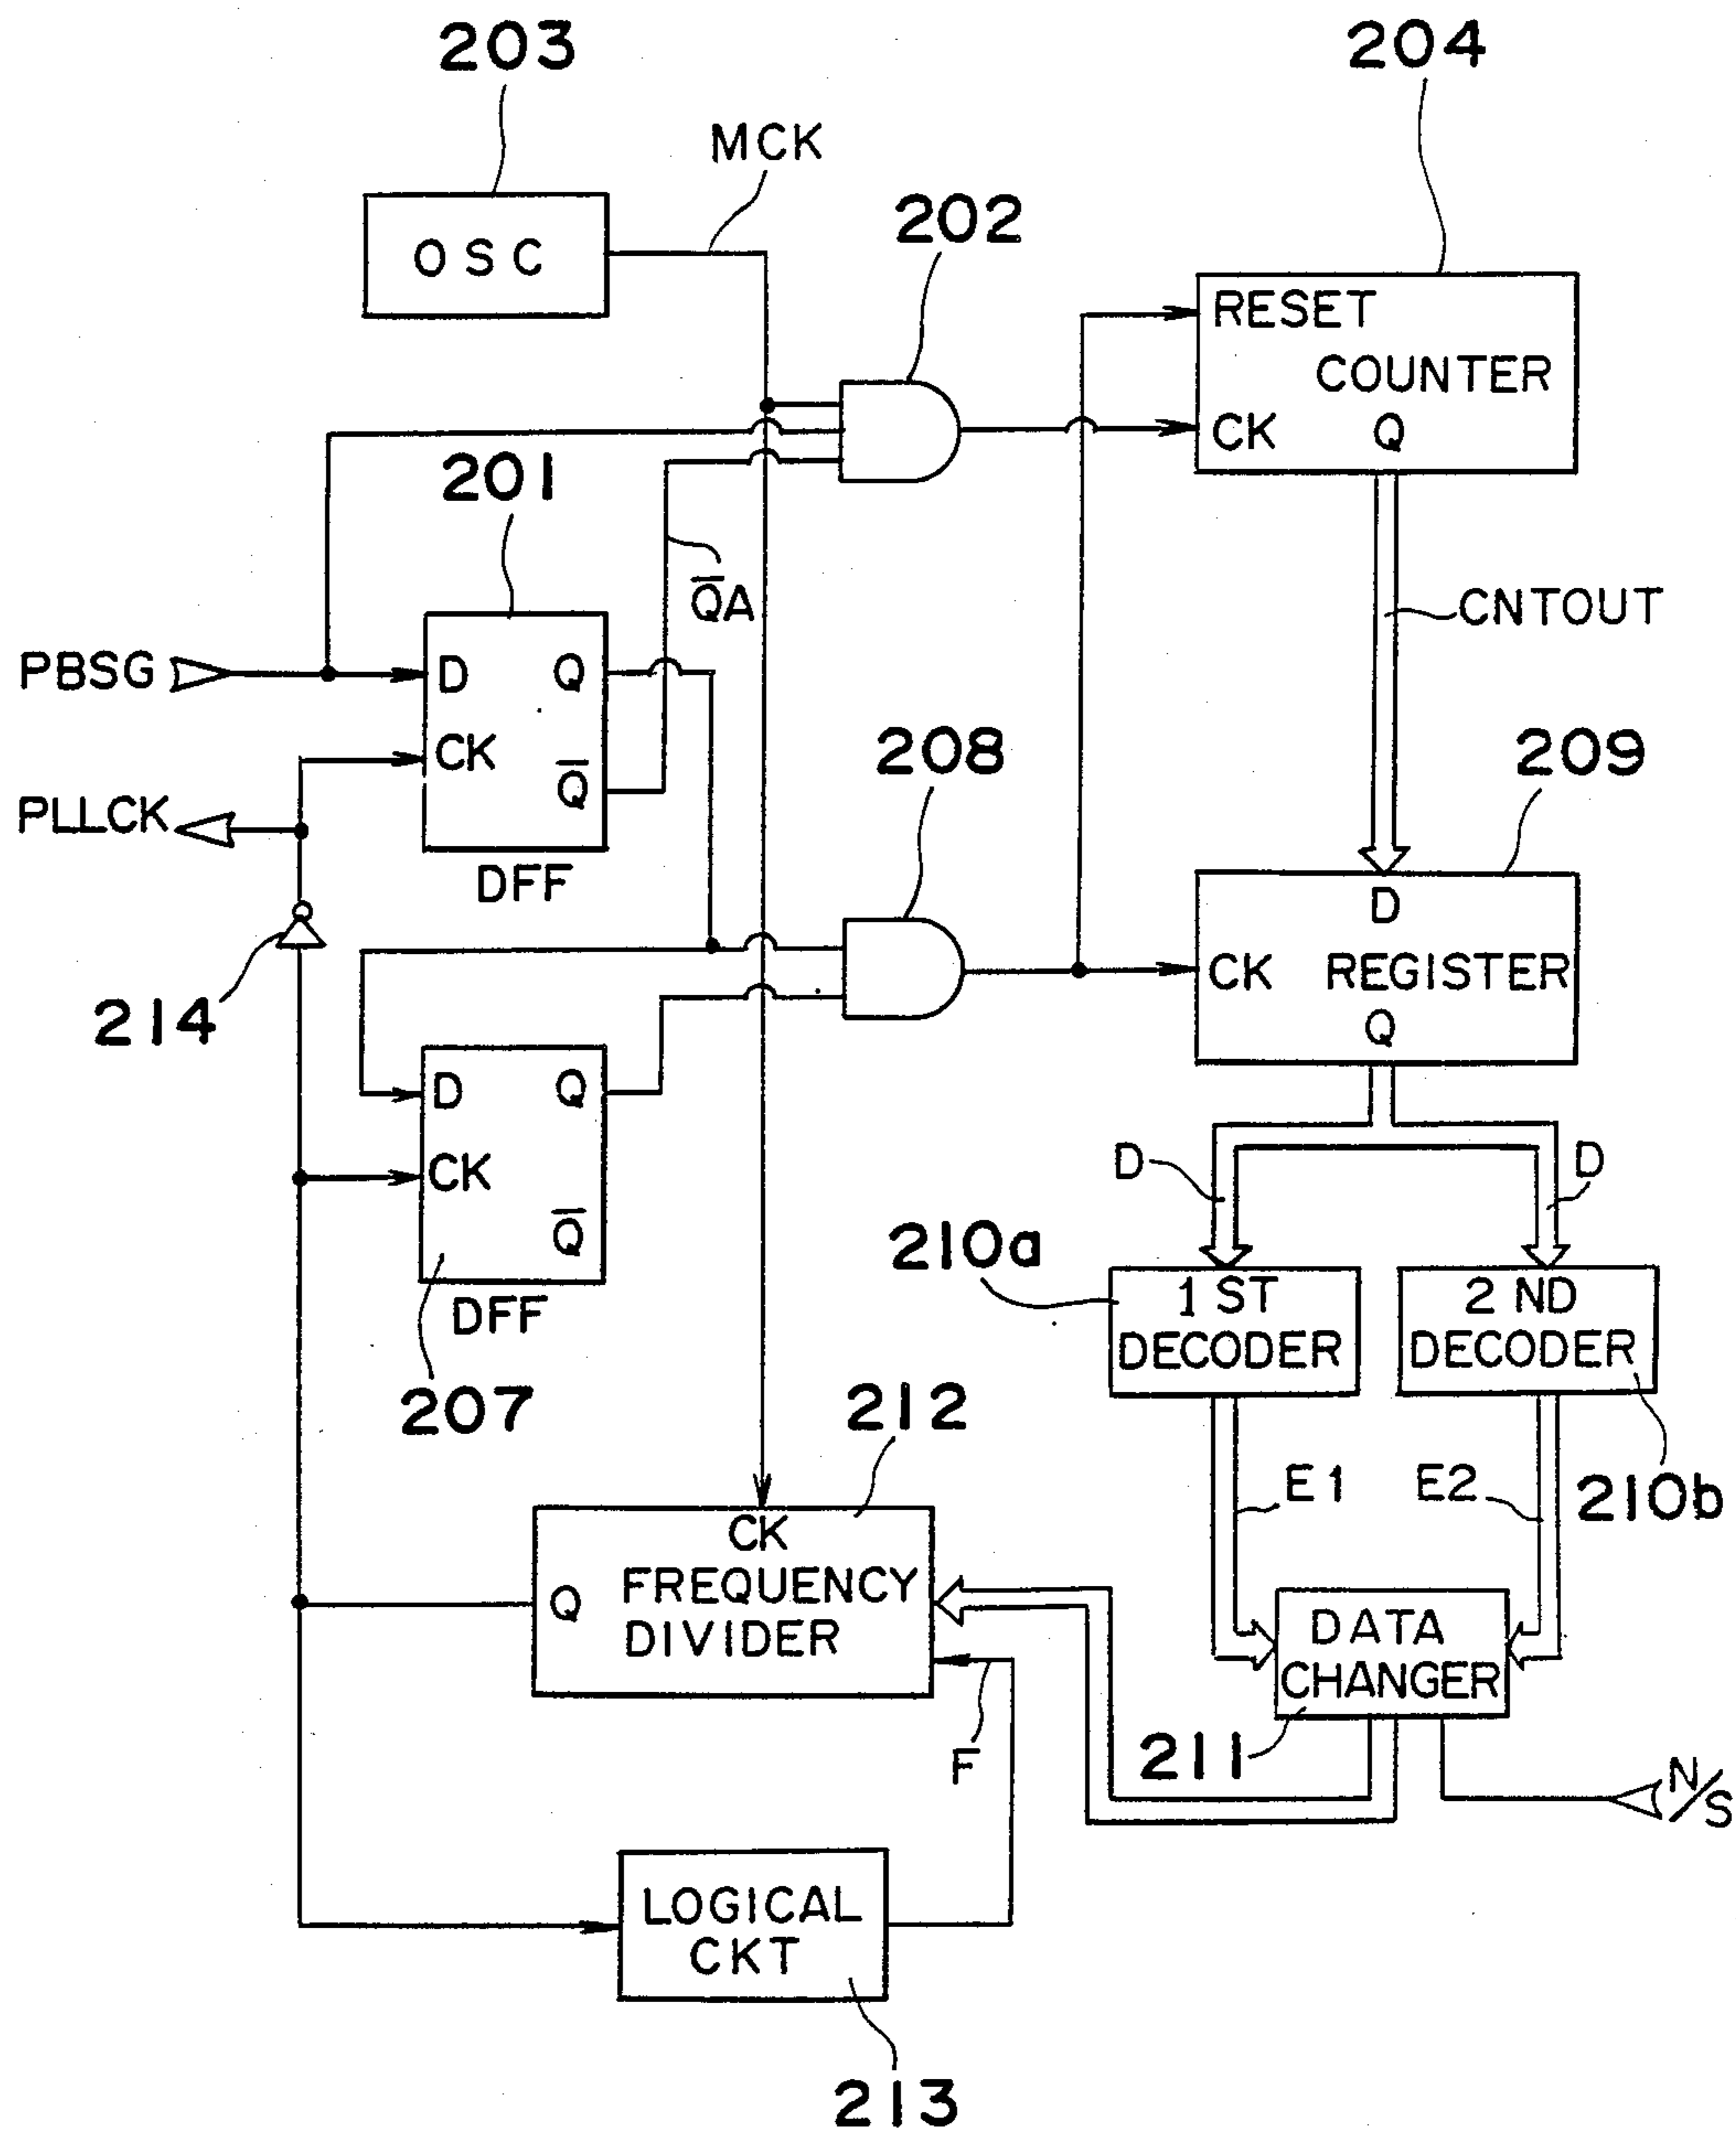 203
204
MCK
202
OSC
RESET
COUNTER
CK Q
201
Q̅A
CNTOUT
PBSG
D Q
CK
Q̅
208
209
PLLCK
DFF
D
CK REGISTER
Q
214
D Q
CK
Q̅
D
D
210a
1 ST
DECODER
2 ND
DECODER
DFF
207
212
E1
E2
210b
CK
Q FREQUENCY
DIVIDER
DATA
CHANGER
F
211
N/S
LOGICAL
CKT
213